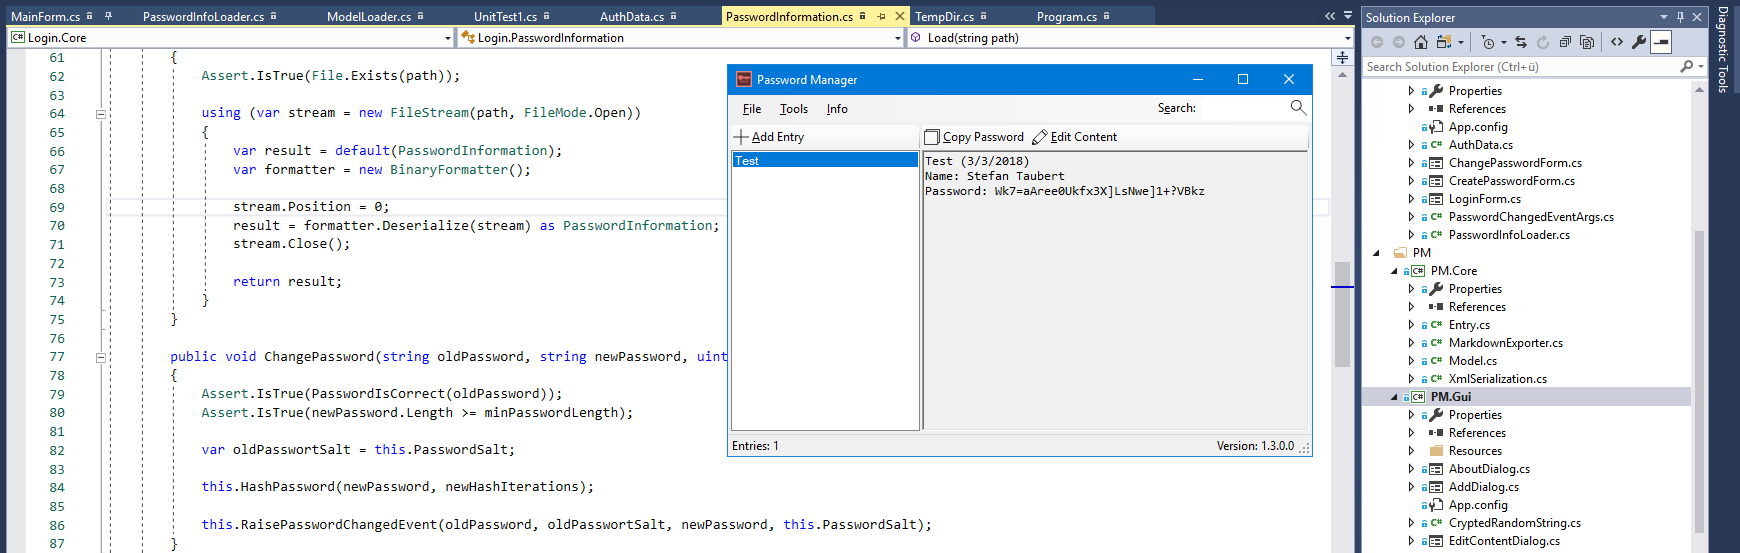 MainForm.cs
PasswordInfoLoader.cs
ModelLoader.cs
UnitTest1.cs
AuthData.cs
PasswordInformation.cs
TempDir.cs
Program.cs
Login.Core
Login.PasswordInformation
Load(string path)
61 {
62 Assert.IsTrue(File.Exists(path));
63
64 using (var stream = new FileStream(path, FileMode.Open))
65 {
66 var result = default(PasswordInformation);
67 var formatter = new BinaryFormatter();
68
69 stream.Position = 0;
70 result = formatter.Deserialize(stream) as PasswordInformation;
71 stream.Close();
72
73 return result;
74 }
75 }
76
77 public void ChangePassword(string oldPassword, string newPassword, uint
78 {
79 Assert.IsTrue(PasswordIsCorrect(oldPassword));
80 Assert.IsTrue(newPassword.Length >= minPasswordLength);
81
82 var oldPasswortSalt = this.PasswordSalt;
83
84 this.HashPassword(newPassword, newHashIterations);
85
86 this.RaisePasswordChangedEvent(oldPassword, oldPasswortSalt, newPassword, this.PasswordSalt);
87 }
Password Manager
File Tools Info
Search:
Add Entry
Copy Password Edit Content
Test
Test (3/3/2018)
Name: Stefan Taubert
Password: Wk7=aAree0Ukfx3X]LsNwe]1+?VBkz
Entries: 1
Version: 1.3.0.0
Solution Explorer
Search Solution Explorer (Ctrl+ü)
Properties
References
App.config
C# AuthData.cs
ChangePasswordForm.cs
CreatePasswordForm.cs
LoginForm.cs
C# PasswordChangedEventArgs.cs
C# PasswordInfoLoader.cs
PM
C# PM.Core
Properties
References
C# Entry.cs
C# MarkdownExporter.cs
C# Model.cs
C# XmlSerialization.cs
C# PM.Gui
Properties
References
Resources
AboutDialog.cs
AddDialog.cs
App.config
C# CryptedRandomString.cs
EditContentDialog.cs
Diagnostic Tools